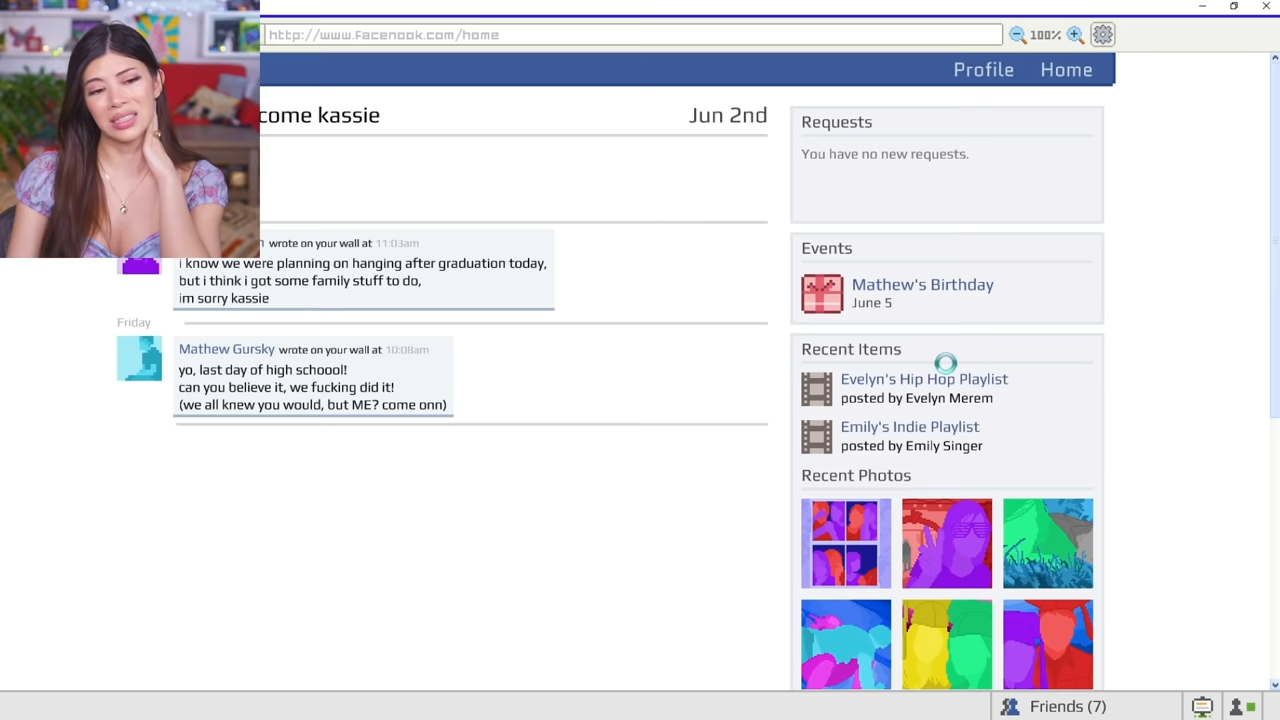 http://www.facenook.com/home
100%
Profile Home
come kassie
Jun 2nd
wrote on your wall at 11:03am
i know we were planning on hanging after graduation today,
but i think i got some family stuff to do,
im sorry kassie
Friday
Mathew Gursky wrote on your wall at 10:08am
yo, last day of high schoool!
can you believe it, we fucking did it!
(we all knew you would, but ME? come onn)
Requests
You have no new requests.
Events
Mathew's Birthday
June 5
Recent Items
Evelyn's Hip Hop Playlist
posted by Evelyn Merem
Emily's Indie Playlist
posted by Emily Singer
Recent Photos
Friends (7)